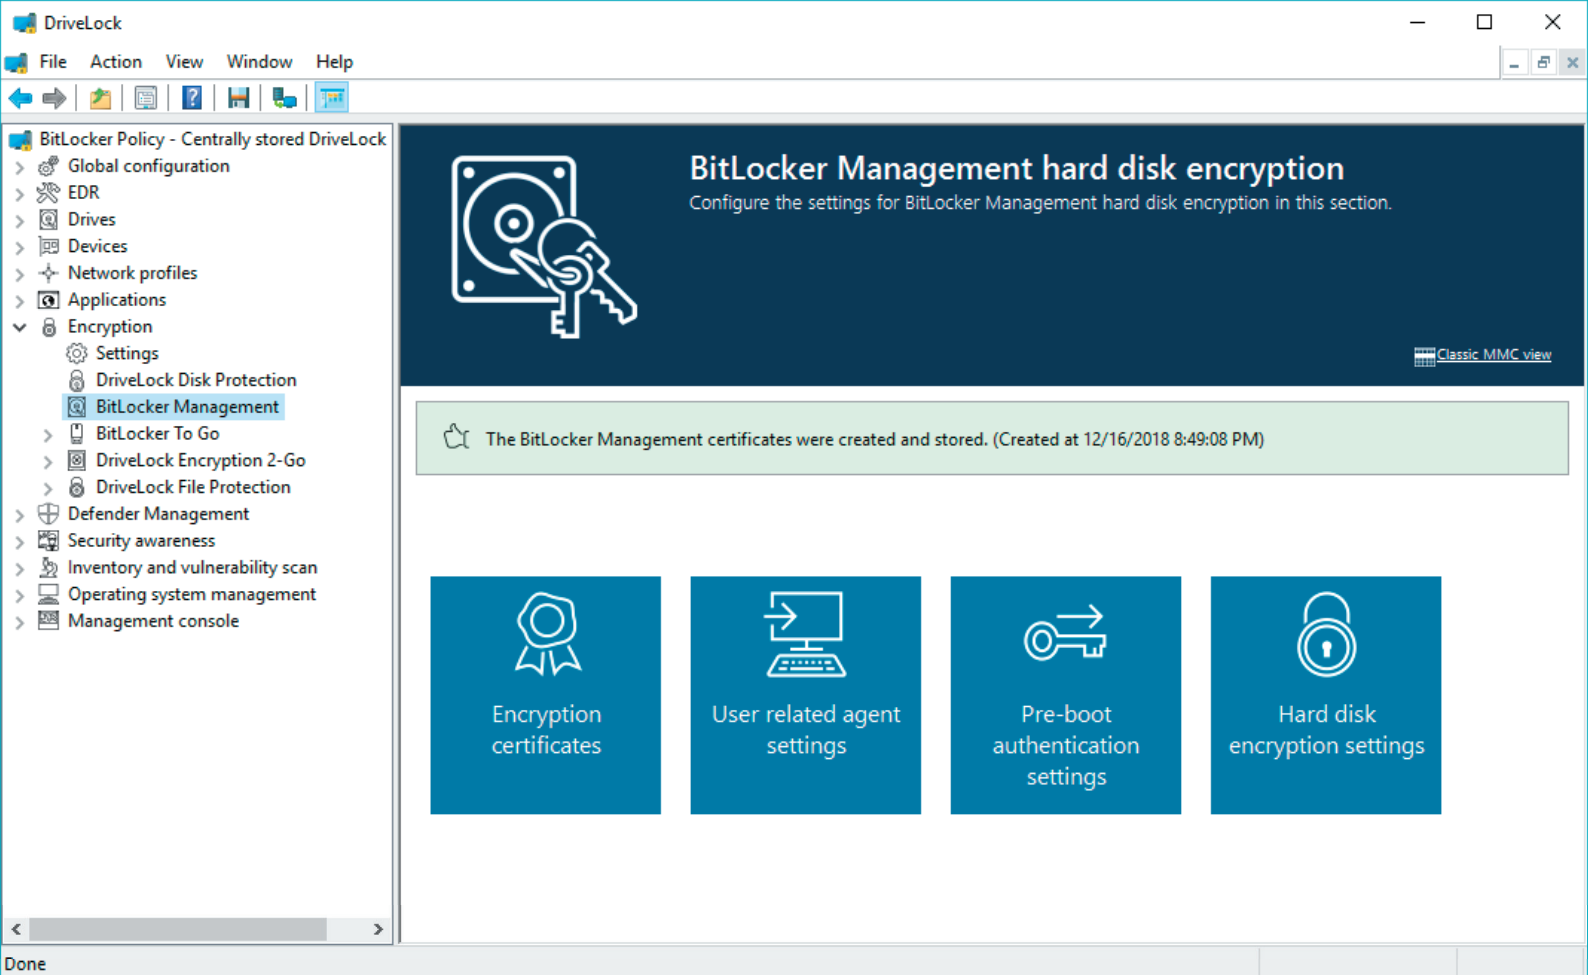 DriveLock
File Action View Window Help
BitLocker Policy - Centrally stored DriveLock
Global configuration
EDR
Drives
Devices
Network profiles
Applications
Encryption
Settings
DriveLock Disk Protection
BitLocker Management
BitLocker To Go
DriveLock Encryption 2-Go
DriveLock File Protection
Defender Management
Security awareness
Inventory and vulnerability scan
Operating system management
Management console
BitLocker Management hard disk encryption
Configure the settings for BitLocker Management hard disk encryption in this section.
Classic MMC view
The BitLocker Management certificates were created and stored. (Created at 12/16/2018 8:49:08 PM)
Encryption
certificates
User related agent
settings
Pre-boot
authentication
settings
Hard disk
encryption settings
Done